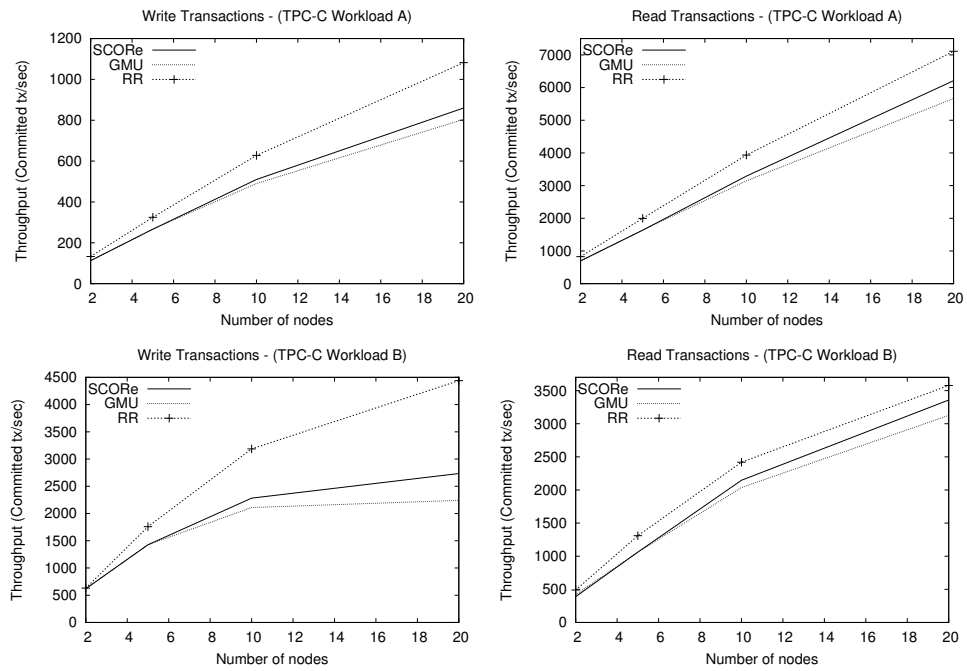 Write Transactions - (TPC-C Workload A)
SCORe
GMU
RR
1200
1000
800
600
400
200
0
2 4 6 8 10 12 14 16 18 20
Throughput (Committed tx/sec)
Number of nodes
Read Transactions - (TPC-C Workload A)
SCORe
GMU
RR
7000
6000
5000
4000
3000
2000
1000
0
2 4 6 8 10 12 14 16 18 20
Throughput (Committed tx/sec)
Number of nodes
Write Transactions - (TPC-C Workload B)
SCORe
GMU
RR
4500
4000
3500
3000
2500
2000
1500
1000
500
0
2 4 6 8 10 12 14 16 18 20
Throughput (Committed tx/sec)
Number of nodes
Read Transactions - (TPC-C Workload B)
SCORe
GMU
RR
3500
3000
2500
2000
1500
1000
500
0
2 4 6 8 10 12 14 16 18 20
Throughput (Committed tx/sec)
Number of nodes